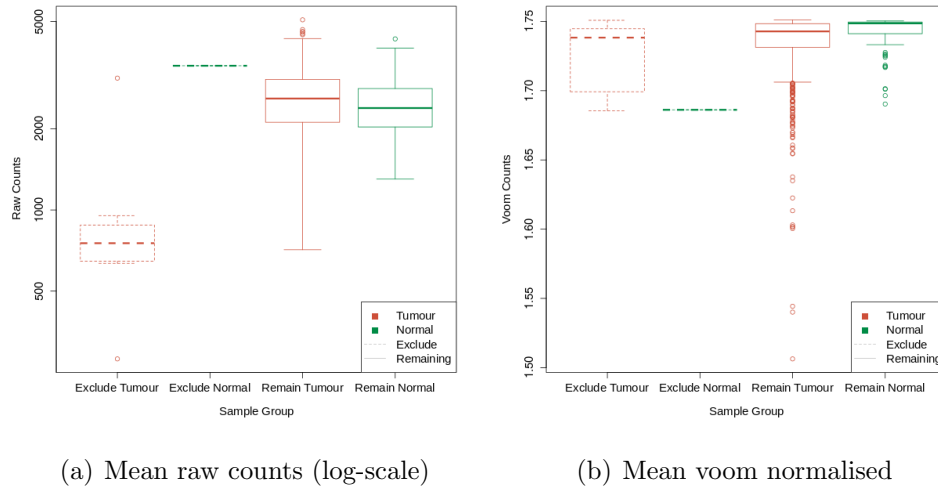 5000
2000
1000
500
Raw Counts
Tumour
Normal
Exclude
Remaining
Exclude Tumour Exclude Normal Remain Tumour Remain Normal
Sample Group
(a) Mean raw counts (log-scale)
1.75
1.70
1.65
1.60
1.55
1.50
Voom Counts
Tumour
Normal
Exclude
Remaining
Exclude Tumour Exclude Normal Remain Tumour Remain Normal
Sample Group
(b) Mean voom normalised